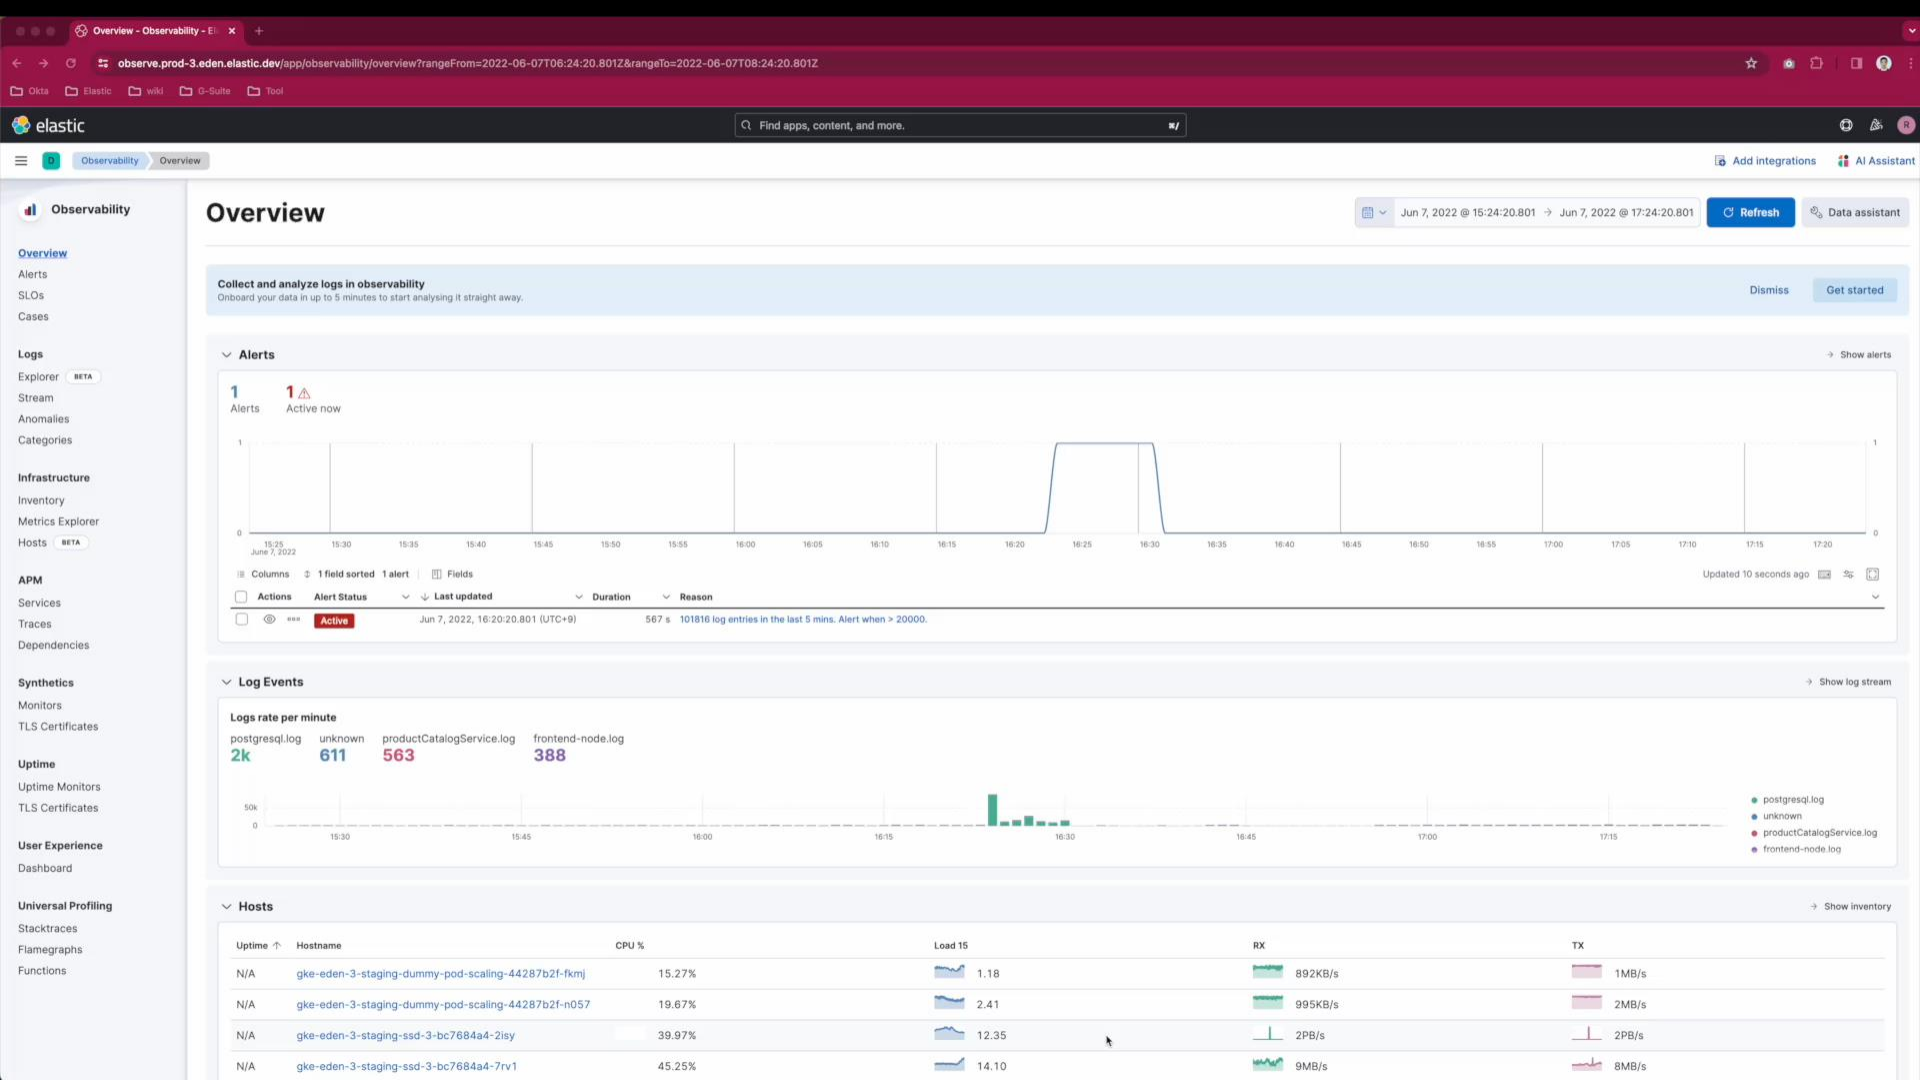 Overview - Observability - El
observe.prod-3.eden.elastic.dev/app/observability/overview?rangeFrom=2022-06-07T06:24:20.801Z&rangeTo=2022-06-07T08:24:20.801Z
Okta Elastic wiki G-Suite Tool
elastic
Find apps, content, and more.
⌘/
R
D
Observability Overview
Add integrations AI Assistant
Observability
Overview
Alerts
SLOs
Cases
Logs
Explorer BETA
Stream
Anomalies
Categories
Infrastructure
Inventory
Metrics Explorer
Hosts BETA
APM
Services
Traces
Dependencies
Synthetics
Monitors
TLS Certificates
Uptime
Uptime Monitors
TLS Certificates
User Experience
Dashboard
Universal Profiling
Stacktraces
Flamegraphs
Functions
Overview
Jun 7, 2022 @ 15:24:20.801 → Jun 7, 2022 @ 17:24:20.801
Refresh
Data assistant
Collect and analyze logs in observability
Onboard your data in up to 5 minutes to start analysing it straight away.
Dismiss
Get started
Alerts
Show alerts
1 1
Alerts Active now
1 1
0 0
15:25 15:30 15:35 15:40 15:45 15:50 15:55 16:00 16:05 16:10 16:15 16:20 16:25 16:30 16:35 16:40 16:45 16:50 16:55 17:00 17:05 17:10 17:15 17:20
June 7, 2022
Columns 1 field sorted 1 alert Fields
Updated 10 seconds ago
Actions Alert Status Last updated Duration Reason
Active Jun 7, 2022, 16:20:20.801 (UTC+9) 567 s 101816 log entries in the last 5 mins. Alert when > 20000.
Log Events
Show log stream
Logs rate per minute
postgresql.log unknown productCatalogService.log frontend-node.log
2k 611 563 388
50k
0
15:30 15:45 16:00 16:15 16:30 16:45 17:00 17:15
postgresql.log
unknown
productCatalogService.log
frontend-node.log
Hosts
Show inventory
Uptime Hostname CPU % Load 15 RX TX
N/A gke-eden-3-staging-dummy-pod-scaling-44287b2f-fkmj 15.27% 1.18 892KB/s 1MB/s
N/A gke-eden-3-staging-dummy-pod-scaling-44287b2f-n057 19.67% 2.41 995KB/s 2MB/s
N/A gke-eden-3-staging-ssd-3-bc7684a4-2isy 39.97% 12.35 2PB/s 2PB/s
N/A gke-eden-3-staging-ssd-3-bc7684a4-7rv1 45.25% 14.10 9MB/s 8MB/s